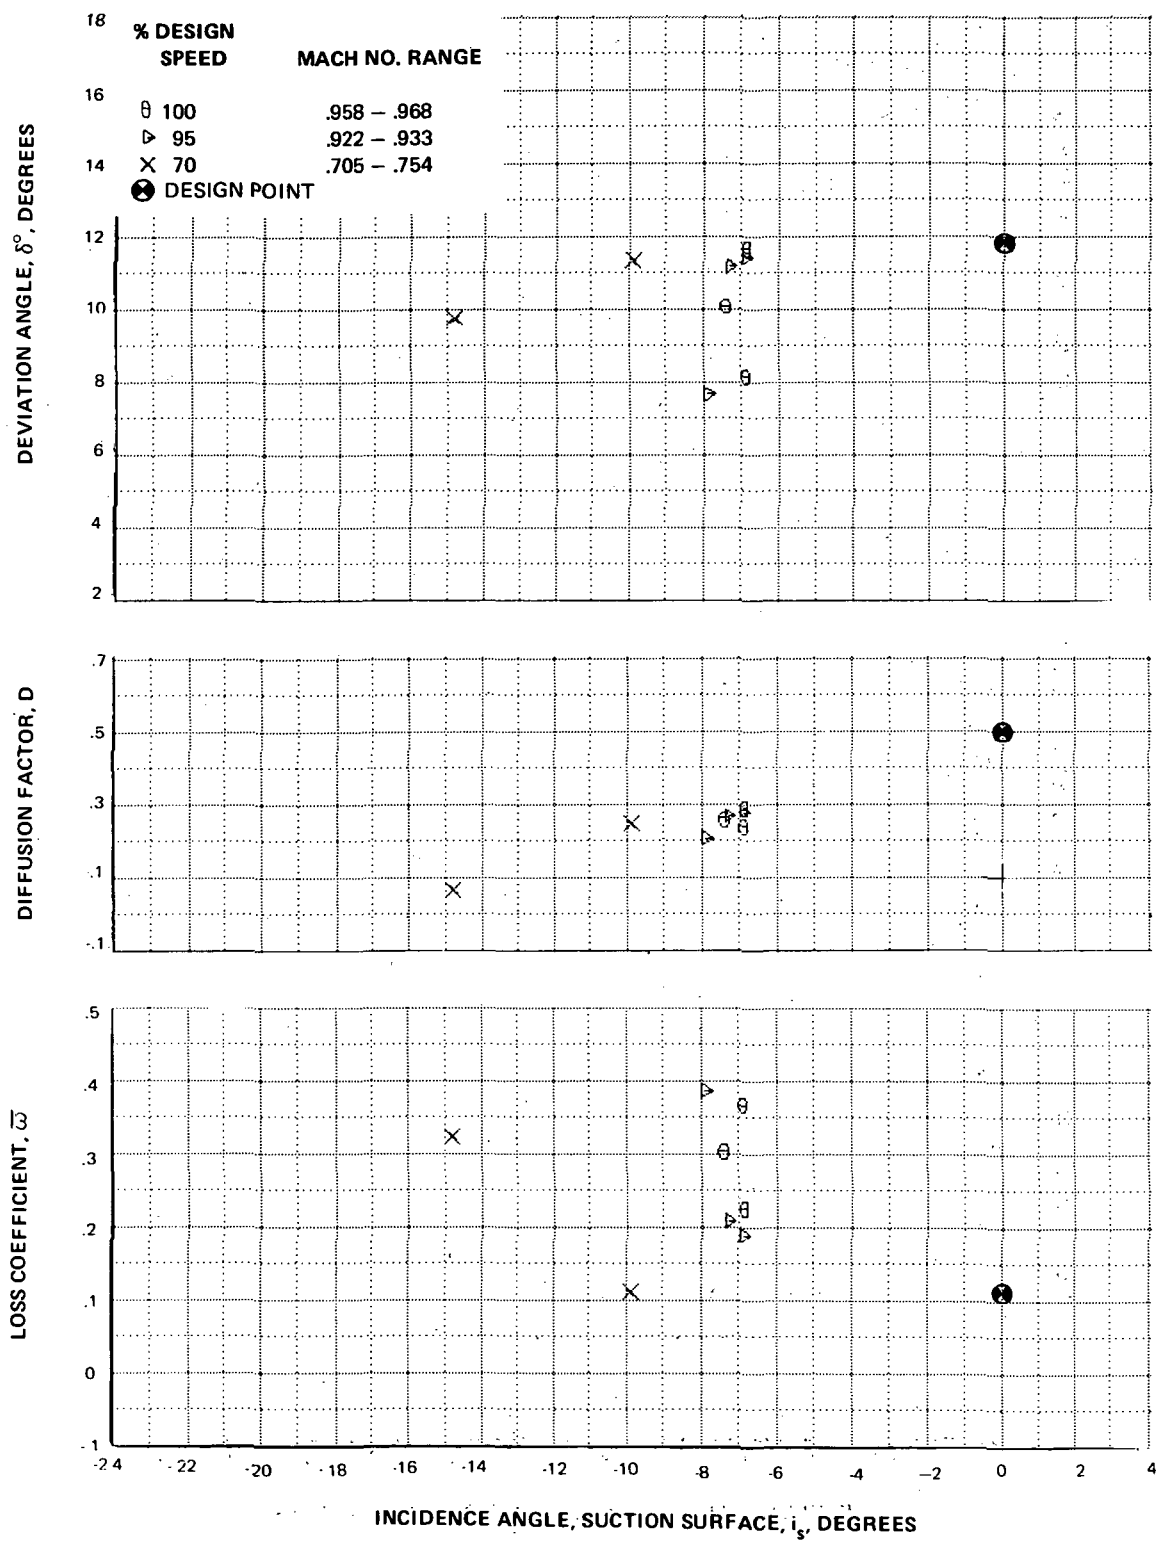 % DESIGN
SPEED MACH NO. RANGE
θ 100 .958 – .968
▷ 95 .922 – .933
× 70 .705 – .754
DESIGN POINT
DEVIATION ANGLE, δ°, DEGREES
18
16
14
12
10
8
6
4
2
DIFFUSION FACTOR, D
.7
.5
.3
.1
-.1
LOSS COEFFICIENT, ω̅
.5
.4
.3
.2
.1
0
-1
-24 -22 -20 -18 -16 -14 -12 -10 -8 -6 -4 -2 0 2 4
INCIDENCE ANGLE, SUCTION SURFACE, iₛ, DEGREES